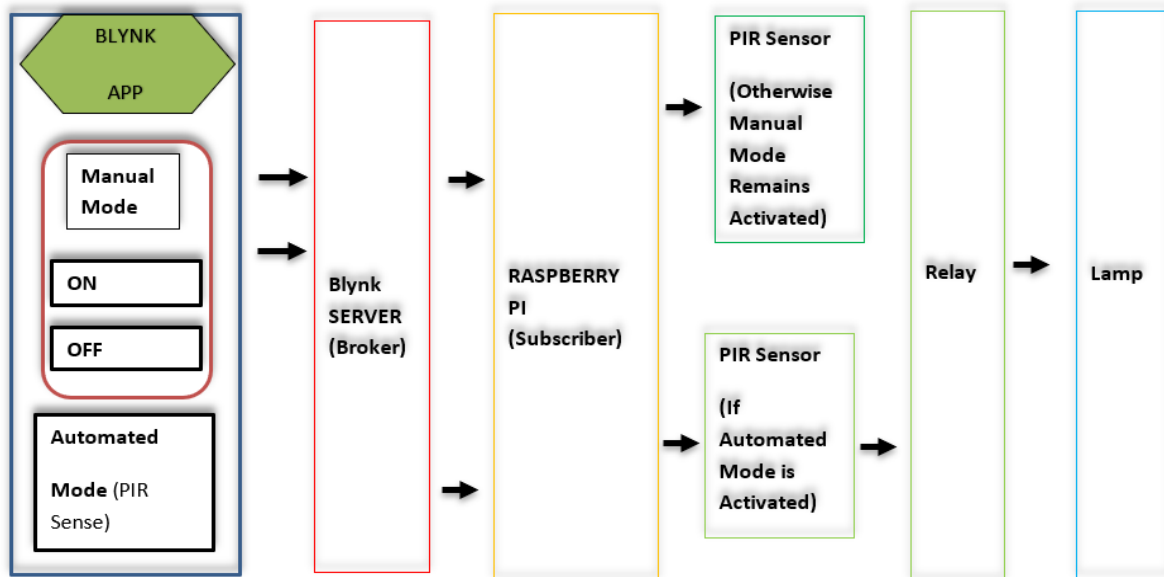 BLYNK
APP
Manual
Mode
ON
OFF
Automated
Mode (PIR
Sense)
Blynk
SERVER
(Broker)
RASPBERRY
PI
(Subscriber)
PIR Sensor
(Otherwise
Manual
Mode
Remains
Activated)
PIR Sensor
(If
Automated
Mode is
Activated)
Relay
Lamp